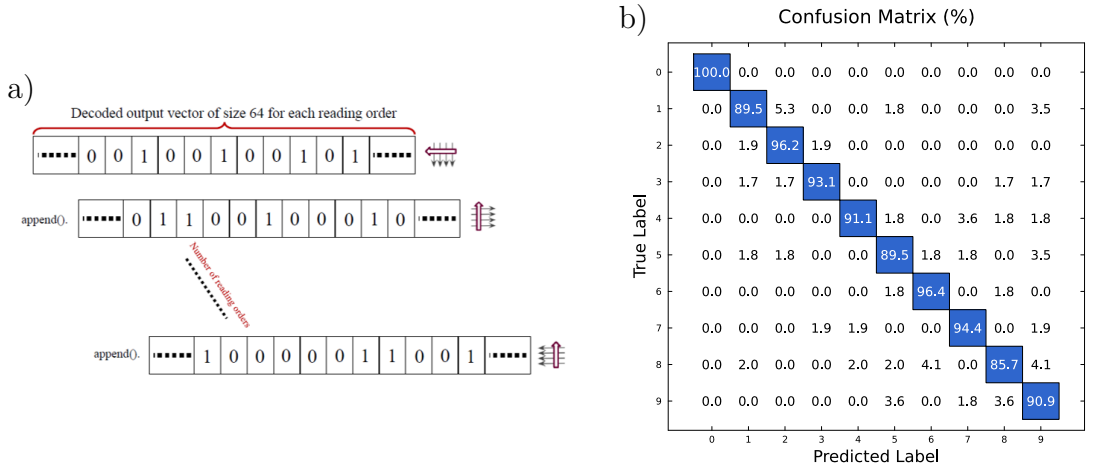 a)
Decoded output vector of size 64 for each reading order
0 0 1 0 0 1 0 0 1 0 1
append(). 0 1 1 0 0 1 0 0 0 1 0
Number of reading orders
append(). 1 0 0 0 0 0 1 1 0 0 1
b)
Confusion Matrix (%)
0 100.0 0.0 0.0 0.0 0.0 0.0 0.0 0.0 0.0 0.0
1 0.0 89.5 5.3 0.0 0.0 1.8 0.0 0.0 0.0 3.5
2 0.0 1.9 96.2 1.9 0.0 0.0 0.0 0.0 0.0 0.0
3 0.0 1.7 1.7 93.1 0.0 0.0 0.0 0.0 1.7 1.7
4 0.0 0.0 0.0 0.0 91.1 1.8 0.0 3.6 1.8 1.8
5 0.0 1.8 1.8 0.0 0.0 89.5 1.8 1.8 0.0 3.5
6 0.0 0.0 0.0 0.0 0.0 1.8 96.4 0.0 1.8 0.0
7 0.0 0.0 0.0 1.9 1.9 0.0 0.0 94.4 0.0 1.9
8 0.0 2.0 0.0 0.0 2.0 2.0 4.1 0.0 85.7 4.1
9 0.0 0.0 0.0 0.0 0.0 3.6 0.0 1.8 3.6 90.9
0 1 2 3 4 5 6 7 8 9
True Label
Predicted Label